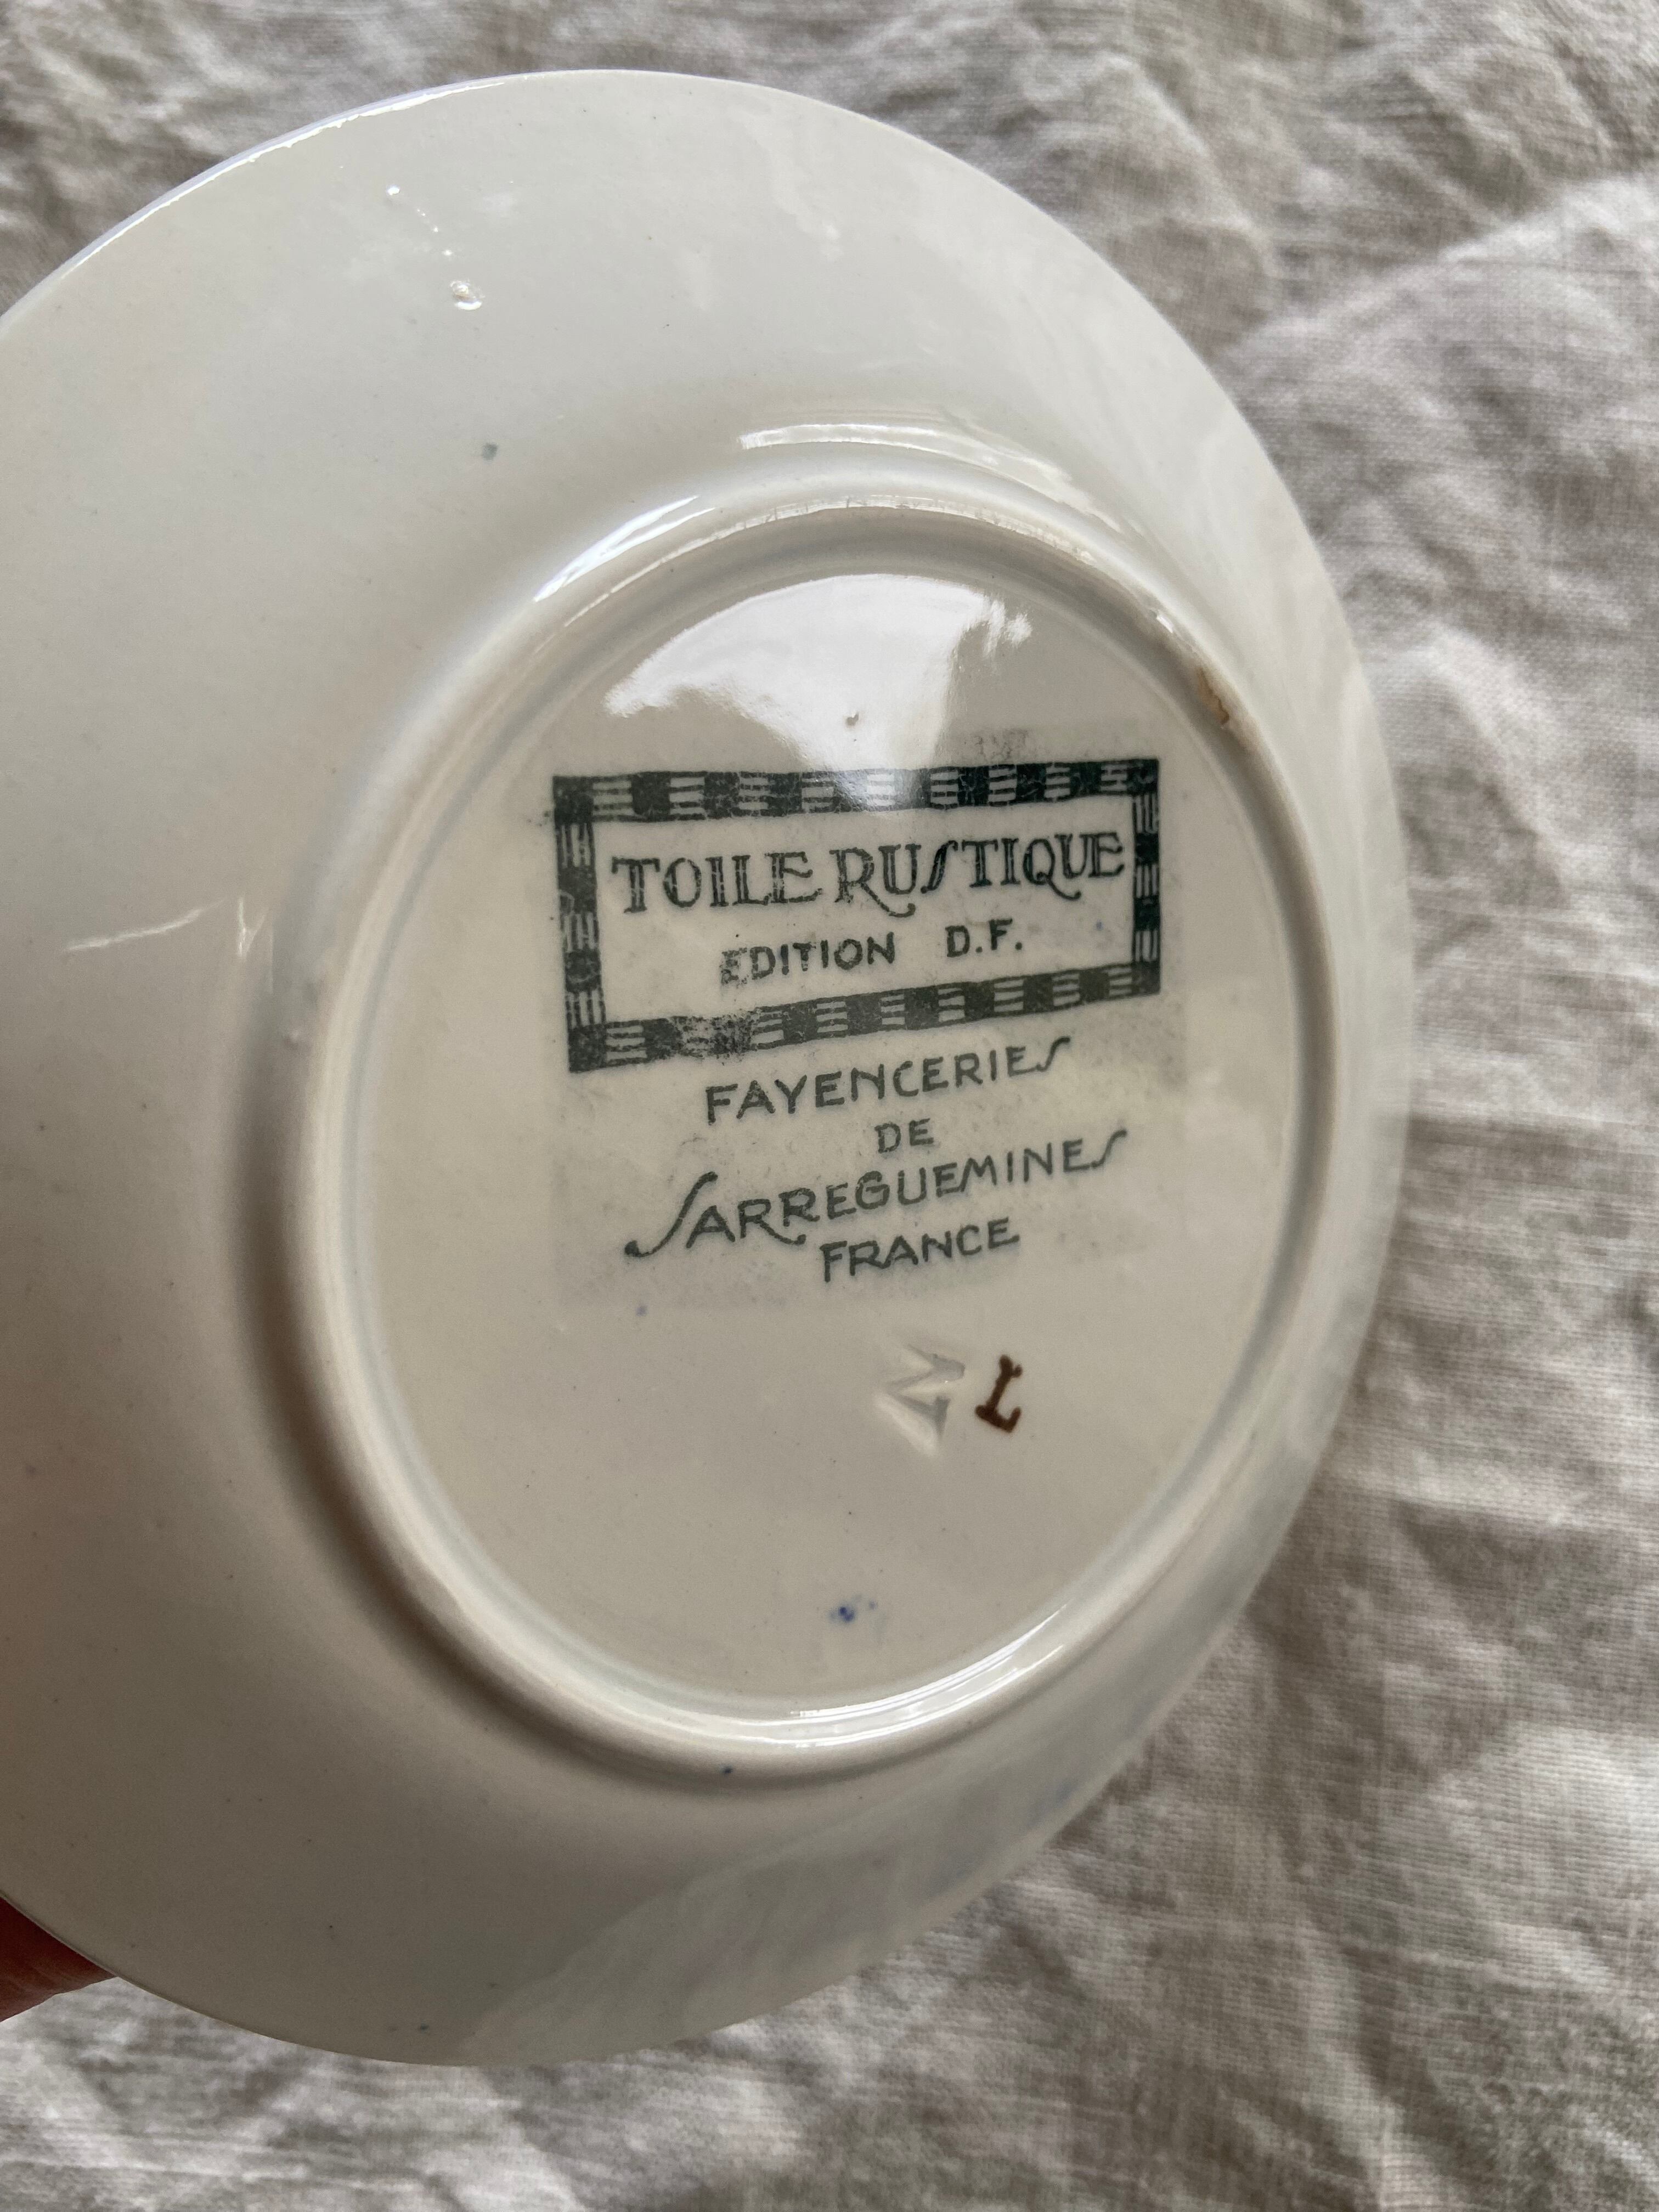 TOILE RUSTIQUE
EDITION D.F.
FAYENCERIES
DE
SARREGUEMINES
FRANCE
L